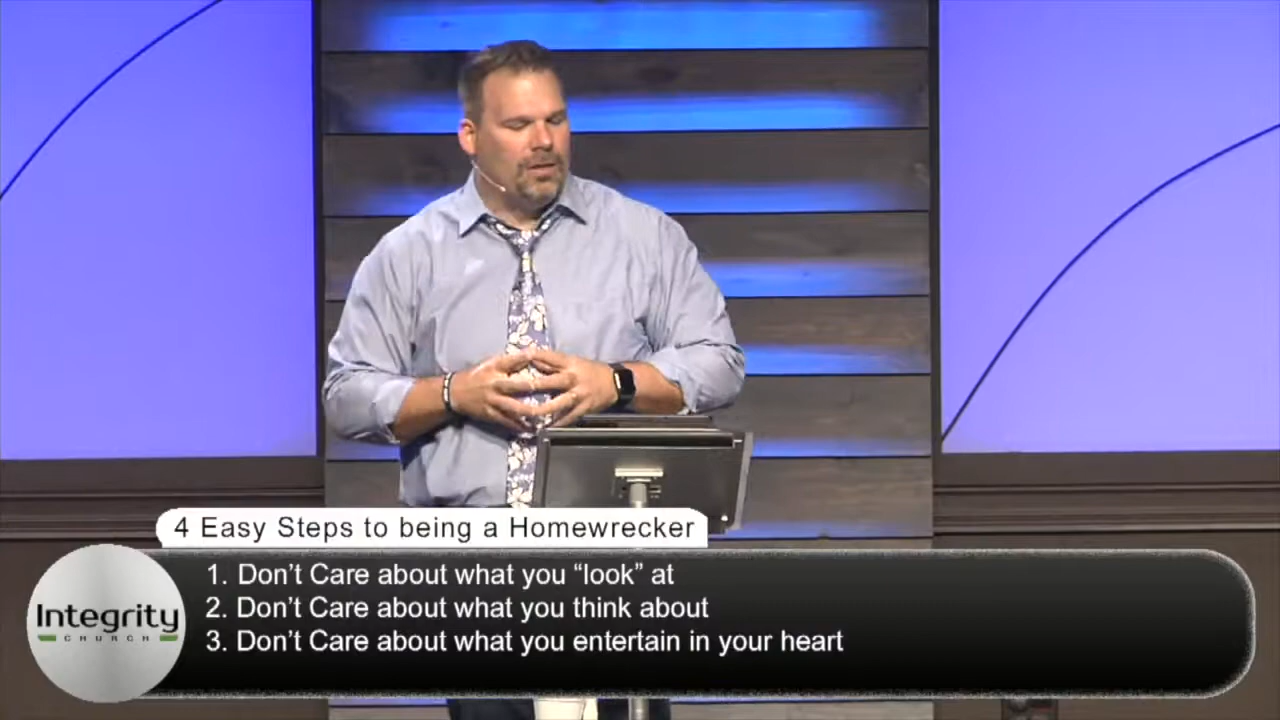 4 Easy Steps to being a Homewrecker
1. Don’t Care about what you “look” at
2. Don’t Care about what you think about
3. Don’t Care about what you entertain in your heart
Integrity
CHURCH